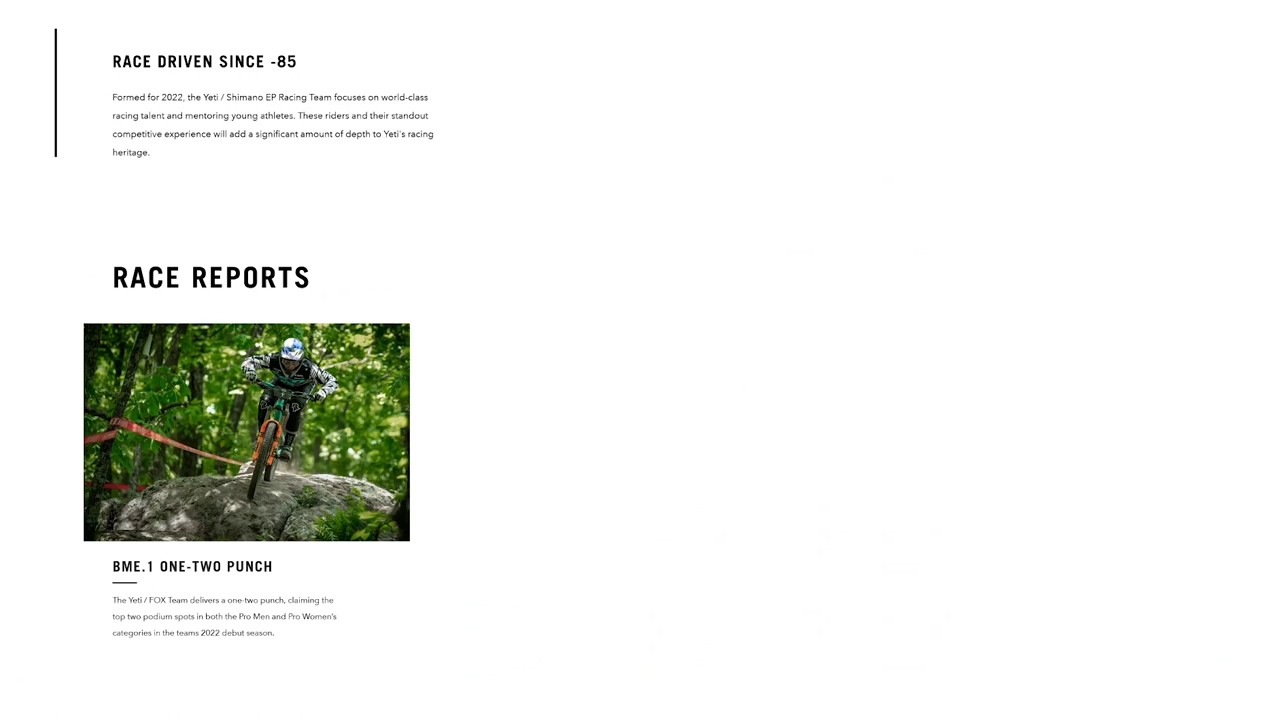 RACE DRIVEN SINCE -85
Formed for 2022, the Yeti / Shimano EP Racing Team focuses on world-class
racing talent and mentoring young athletes. These riders and their standout
competitive experience will add a significant amount of depth to Yeti's racing
heritage.
RACE REPORTS
BME.1 ONE-TWO PUNCH
The Yeti / FOX Team delivers a one-two punch, claiming the
top two podium spots in both the Pro Men and Pro Women's
categories in the teams 2022 debut season.